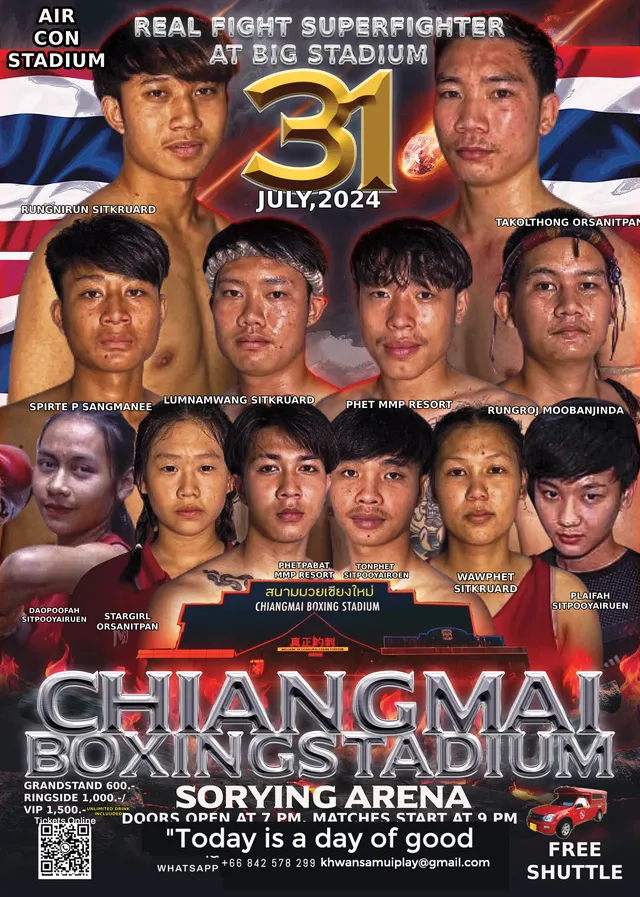 AIR
CON
STADIUM
REAL FIGHT SUPERFIGHTER
AT BIG STADIUM
31
JULY,2024
RUNGNIRUN SITKRUARD
TAKOLTHONG ORSANITPAN
SPIRTE P SANGMANEE
LUMNAMWANG SITKRUARD
PHET MMP RESORT
RUNGROJ MOOBANJINDA
DAOPOOFAH
SITPOOYAIRUEN
STARGIRL
ORSANITPAN
PHETPABAT
MMP RESORT
TONPHET
SITPOOYAIROEN
WAWPHET
SITKRUARD
PLAIFAH
SITPOOYAIRUEN
สนามมวยเชียงใหม่
CHIANGMAI BOXING STADIUM
CHIANGMAI
BOXINGSTADIUM
GRANDSTAND 600.-
RINGSIDE 1,000.-/
VIP 1,500.- UNLIMITED DRINK
INCLUUDED
Tickets Online
SORYING ARENA
DOORS OPEN AT 7 PM. MATCHES START AT 9 PM
"Today is a day of good
WHATSAPP +66 842 578 299 khwansamuiplay@gmail.com
FREE
SHUTTLE